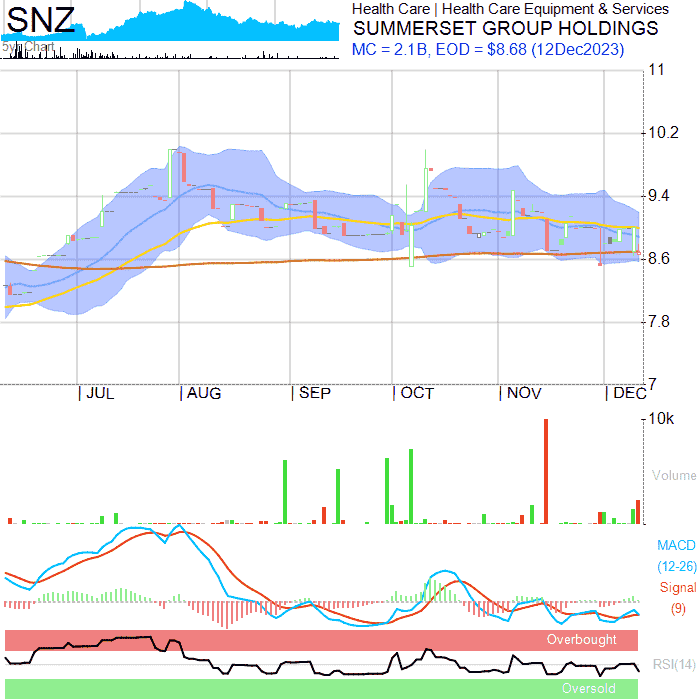 SNZ
Health Care | Health Care Equipment & Services
SUMMERSET GROUP HOLDINGS
MC = 2.1B, EOD = $8.68 (12Dec2023)
5yr Chart
11
10.2
9.4
8.6
7.8
7
| JUL | AUG | SEP | OCT | NOV | DEC
10k
Volume
MACD
(12-26)
Signal
(9)
Overbought
RSI(14)
Oversold